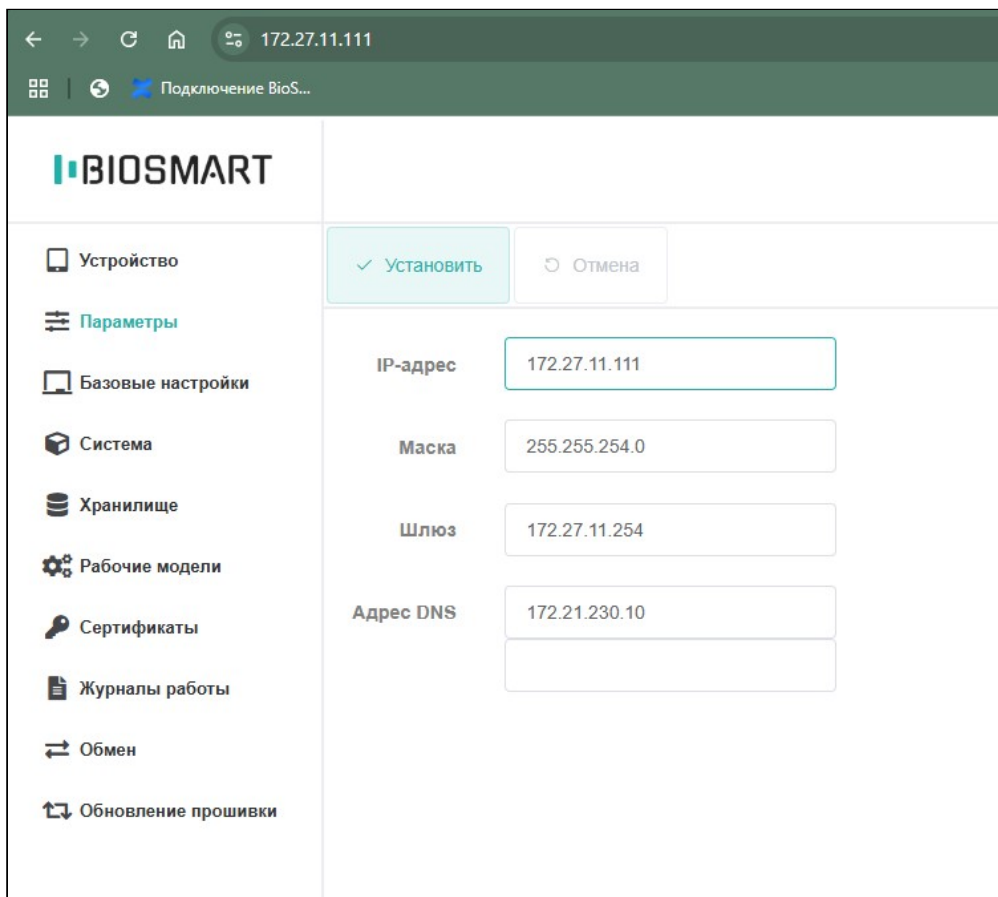 172.27.11.111
Подключение BioS...
BIOSMART
Устройство
Параметры
Базовые настройки
Система
Хранилище
Рабочие модели
Сертификаты
Журналы работы
Обмен
Обновление прошивки
Установить
Отмена
IP-адрес 172.27.11.111
Маска 255.255.254.0
Шлюз 172.27.11.254
Адрес DNS 172.21.230.10